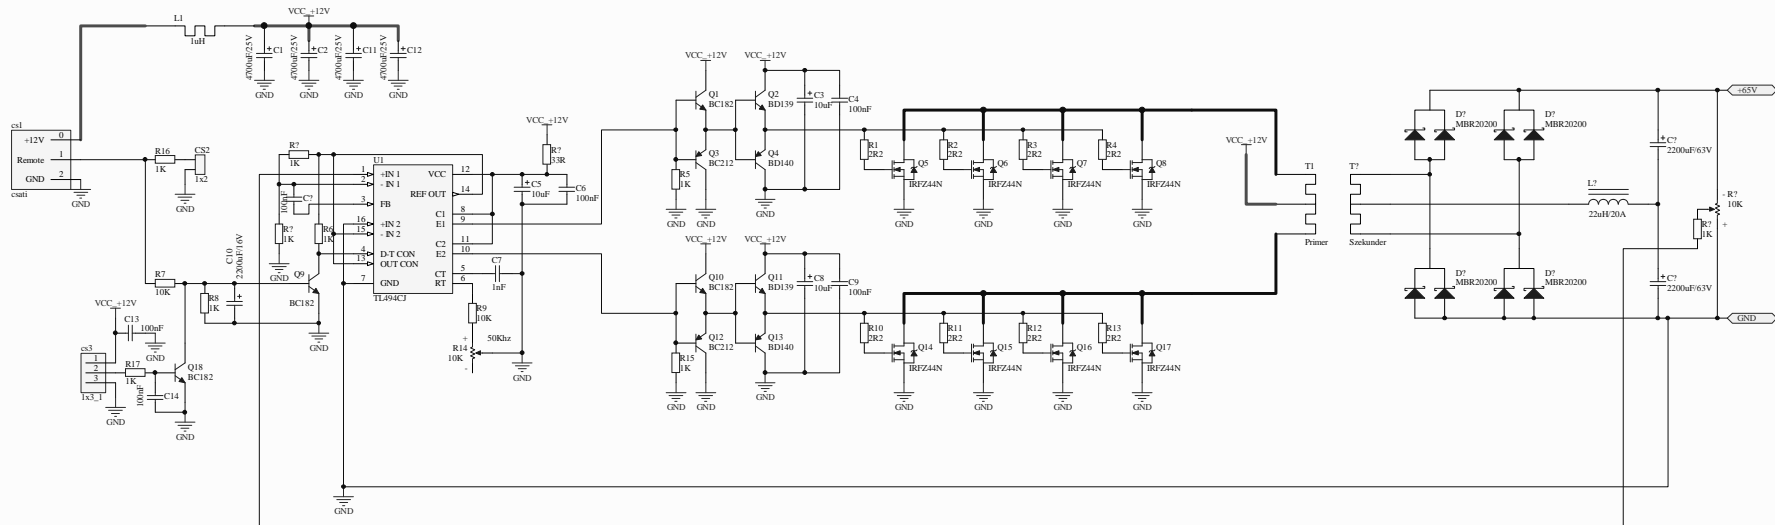 L1
1uH
VCC_+12V
C1
4700uF/25V
GND
C2
4700uF/25V
GND
C11
4700uF/25V
GND
C12
4700uF/25V
GND
cs1
+12V 0
Remote 1
GND 2
csati
GND
R16
1K
CS2
1x2
GND
R7
10K
R8
1K
C10
2200uF/16V
Q9
BC182
GND
VCC_+12V
C13
100nF
GND
cs3
1
2
3
1x3_1
GND
R17
1K
100nF
C14
Q18
BC182
GND
R?
1K
100nF
C?
R?
1K
GND
R6
1K
U1
1 +IN 1
2 - IN 1
3 FB
16 +IN 2
15 - IN 2
4 D-T CON
13 OUT CON
7 GND
VCC 12
REF OUT 14
C1 8
E1 9
C2 11
E2 10
CT 5
RT 6
TL494CJ
VCC_+12V
R?
33R
C5
10uF
C6
100nF
C7
1nF
R9
10K
50Khz
+
R14
10K
-
GND
GND
VCC_+12V
Q1
BC182
Q3
BC212
R5
1K
GND
GND
VCC_+12V
Q2
BD139
Q4
BD140
GND
C3
10uF
C4
100nF
R1
2R2
Q5
IRFZ44N
GND
R2
2R2
Q6
IRFZ44N
GND
R3
2R2
Q7
IRFZ44N
GND
R4
2R2
Q8
IRFZ44N
GND
VCC_+12V
Q10
BC182
Q12
BC212
R15
1K
GND
GND
VCC_+12V
Q11
BD139
Q13
BD140
GND
C8
10uF
C9
100nF
R10
2R2
Q14
IRFZ44N
GND
R11
2R2
Q15
IRFZ44N
GND
R12
2R2
Q16
IRFZ44N
GND
R13
2R2
Q17
IRFZ44N
GND
VCC_+12V
T1
Primer
T?
Szekunder
D?
MBR20200
D?
MBR20200
D?
MBR20200
D?
MBR20200
L?
22uH/20A
C?
2200uF/63V
C?
2200uF/63V
- R?
10K
+
R?
1K
+65V
GND